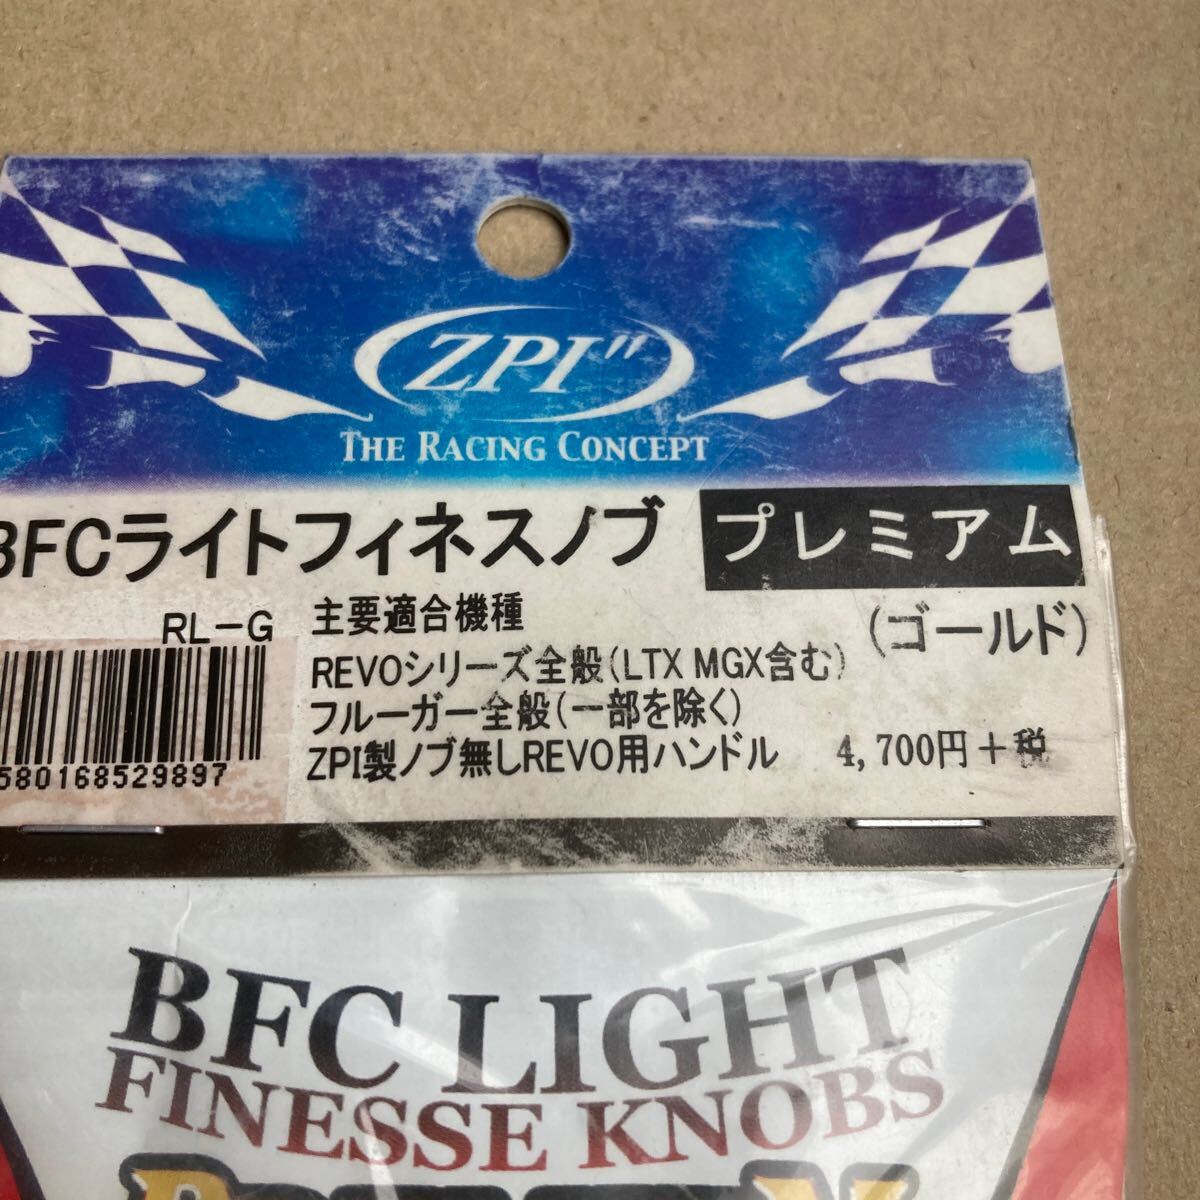 ZPI"
THE RACING CONCEPT
BFCライトフィネスノブ プレミアム
RL-G 主要適合機種 (ゴールド)
REVOシリーズ全般(LTX MGX含む)
フルーガー全般(一部を除く)
ZPI製ノブ無しREVO用ハンドル 4,700円+税
580168529897
BFC LIGHT
FINESSE KNOBS